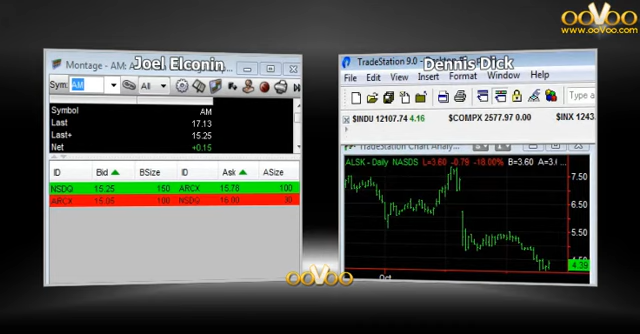 ooVoo
www.ooVoo.com
Montage - AM:
Joel Elconin
Sym: AM
All
Symbol AM
Last 17.13
Last+ 15.25
Net +0.15
ID Bid BSize ID Ask ASize
NSDQ 15.25 150 ARCX 15.78 100
ARCX 15.05 100 NSDQ 16.00 30
TradeStation 9.0
Dennis Dick
File Edit View Insert Format Window Help
Type a
$INDU 12107.74 4.16 $COMPX 2577.97 0.00 $INX 1243.
TradeStation Chart Analy
ALSK - Daily NASDS L=3.60 -0.79 -18.00% B=3.60 A=3.6
7.50
6.50
5.50
4.39
Oct
ooVoo